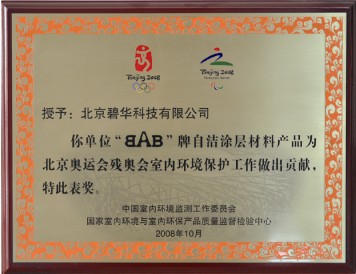 Beijing 2008 Beijing 2008
授予：北京碧华科技有限公司
你单位“BAB”牌自洁涂层材料产品为
北京奥运会残奥会室内环境保护工作做出贡献，
特此表奖。
中国室内环境监测工作委员会
国家室内环境与室内环保产品质量监督检验中心
2008年10月